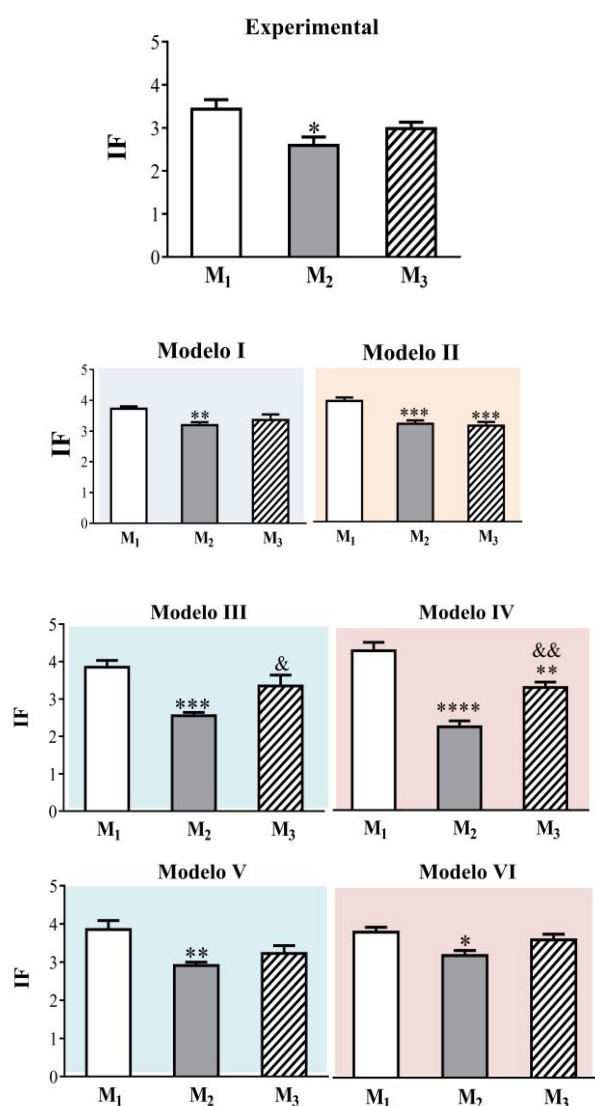 Experimental
5
4
3
2
1
0
IF
*
M₁ M₂ M₃
Modelo I Modelo II
5
4
3
2
1
0
IF
** *** ***
M₁ M₂ M₃ M₁ M₂ M₃
Modelo III Modelo IV
5
4
3
2
1
0
IF
*** & **** && **
M₁ M₂ M₃ M₁ M₂ M₃
Modelo V Modelo VI
5
4
3
2
1
0
IF
** *
M₁ M₂ M₃ M₁ M₂ M₃